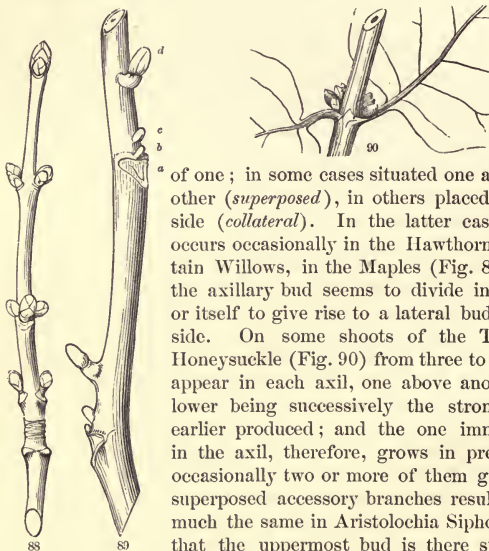 d
c
b
a
i
90
of one; in some cases situated one a
other (superposed), in others placed
side (collateral). In the latter cas
occurs occasionally in the Hawthorn
tain Willows, in the Maples (Fig. 8
the axillary bud seems to divide in
or itself to give rise to a lateral bud
side. On some shoots of the T
Honeysuckle (Fig. 90) from three to
appear in each axil, one above ano
lower being successively the stron
earlier produced; and the one imm
in the axil, therefore, grows in pre
occasionally two or more of them g
superposed accessory branches resul
much the same in Aristolochia Sipho
that the uppermost bud is there s
88
89